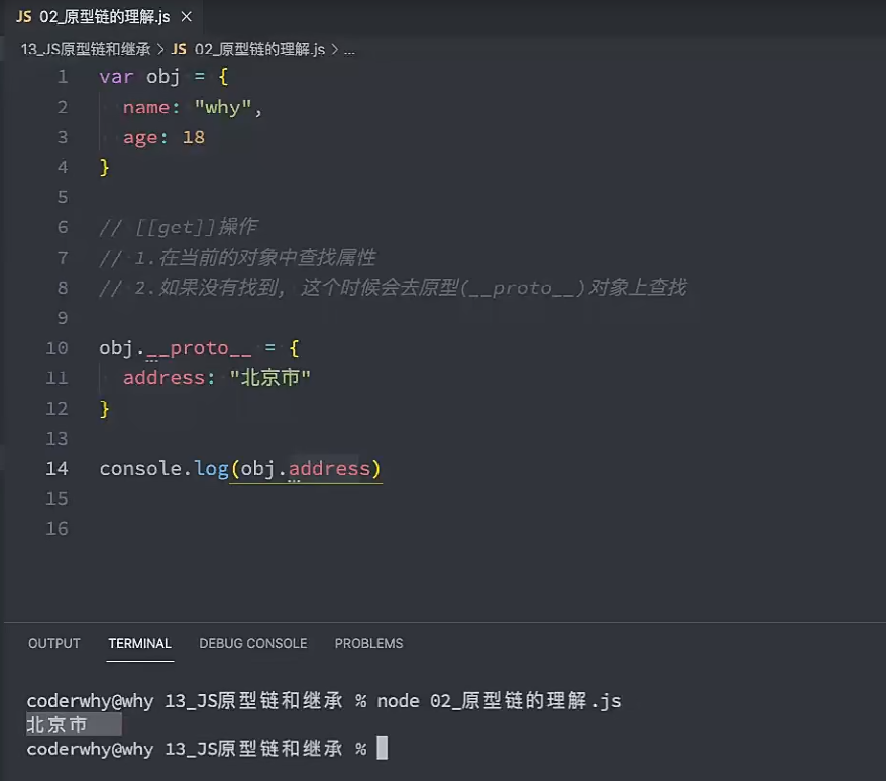 JS 02_原型链的理解.js ×
13_JS原型链和继承 > JS 02_原型链的理解.js > ...
1 var obj = {
2 name: "why",
3 age: 18
4 }
5
6 // [[get]]操作
7 // 1.在当前的对象中查找属性
8 // 2.如果没有找到, 这个时候会去原型(__proto__)对象上查找
9
10 obj.__proto__ = {
11 address: "北京市"
12 }
13
14 console.log(obj.address)
15
16
OUTPUT TERMINAL DEBUG CONSOLE PROBLEMS
coderwhy@why 13_JS原型链和继承 % node 02_原型链的理解.js
北京市
coderwhy@why 13_JS原型链和继承 %